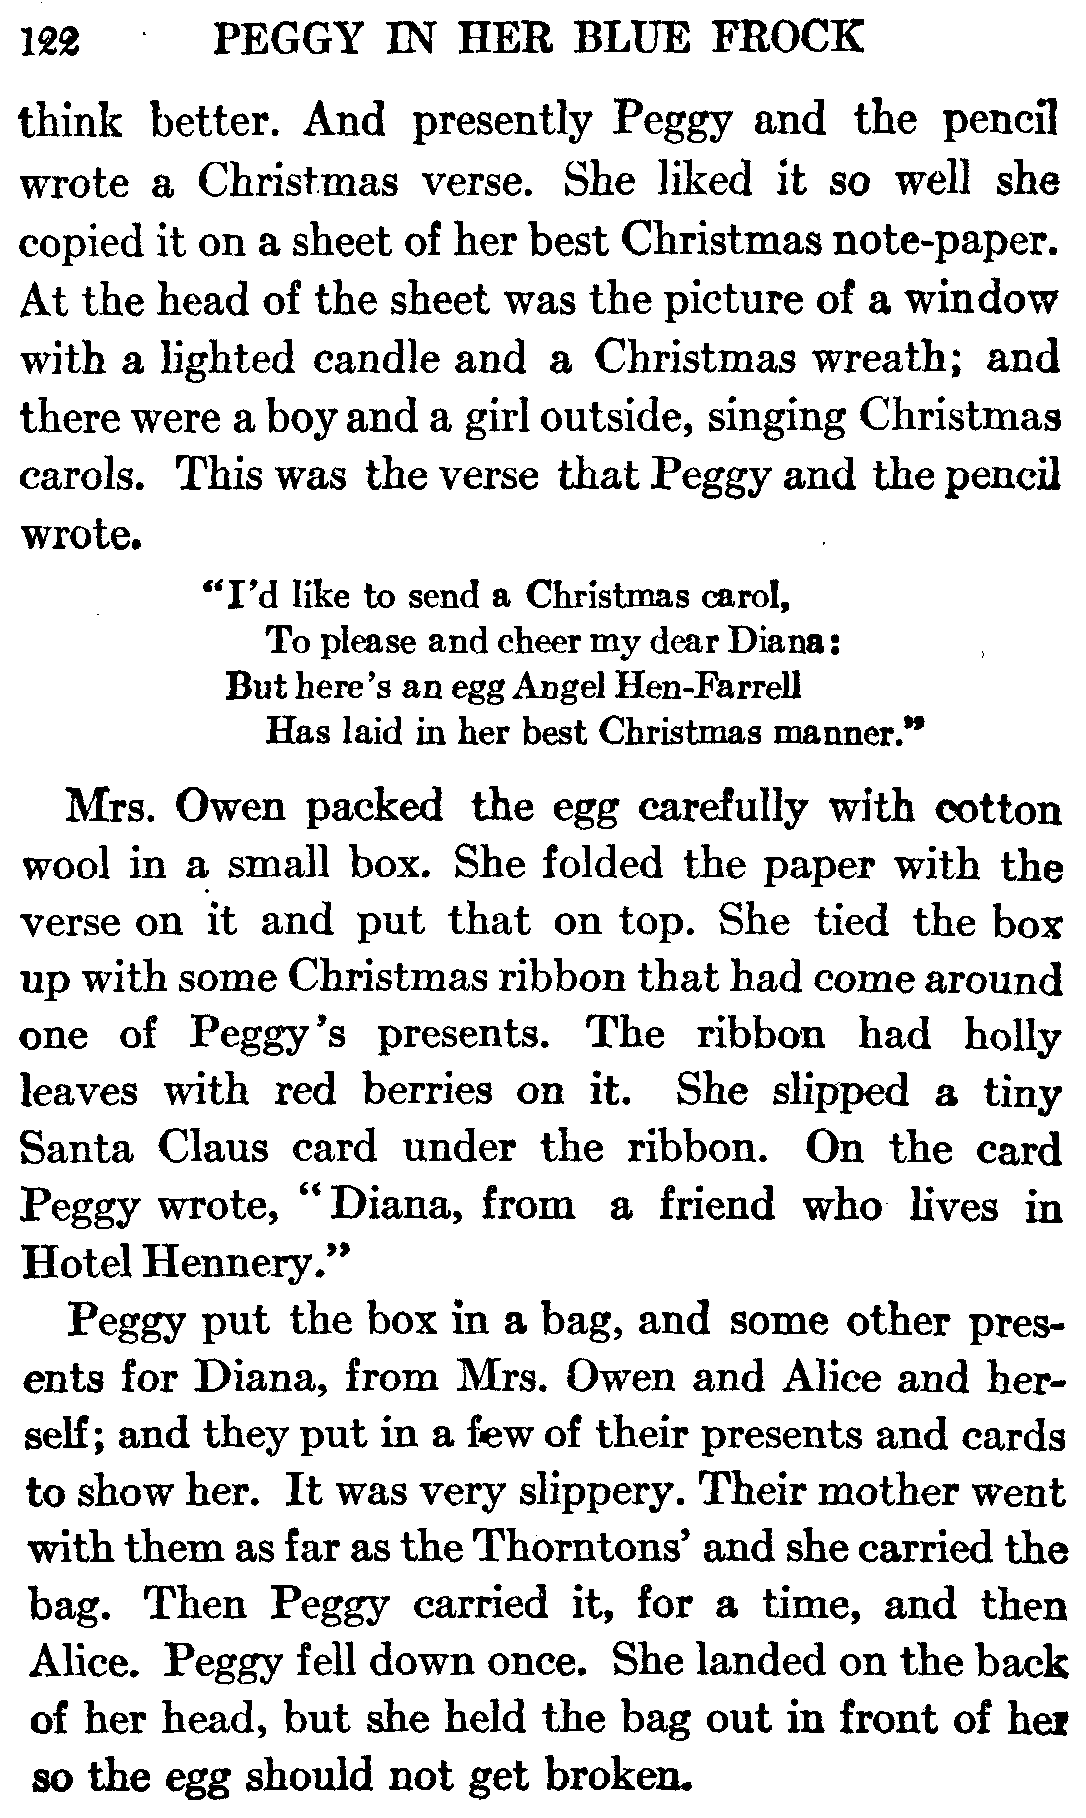 122 PEGGY IN HER BLUE FROCK
think better. And presently Peggy and the pencil
wrote a Christmas verse. She liked it so well she
copied it on a sheet of her best Christmas note-paper.
At the head of the sheet was the picture of a window
with a lighted candle and a Christmas wreath; and
there were a boy and a girl outside, singing Christmas
carols. This was the verse that Peggy and the pencil
wrote.
"I'd like to send a Christmas carol,
To please and cheer my dear Diana:
But here's an egg Angel Hen-Farrell
Has laid in her best Christmas manner."
Mrs. Owen packed the egg carefully with cotton
wool in a small box. She folded the paper with the
verse on it and put that on top. She tied the box
up with some Christmas ribbon that had come around
one of Peggy's presents. The ribbon had holly
leaves with red berries on it. She slipped a tiny
Santa Claus card under the ribbon. On the card
Peggy wrote, "Diana, from a friend who lives in
Hotel Hennery."
Peggy put the box in a bag, and some other pres-
ents for Diana, from Mrs. Owen and Alice and her-
self; and they put in a few of their presents and cards
to show her. It was very slippery. Their mother went
with them as far as the Thorntons' and she carried the
bag. Then Peggy carried it, for a time, and then
Alice. Peggy fell down once. She landed on the back
of her head, but she held the bag out in front of her
so the egg should not get broken.